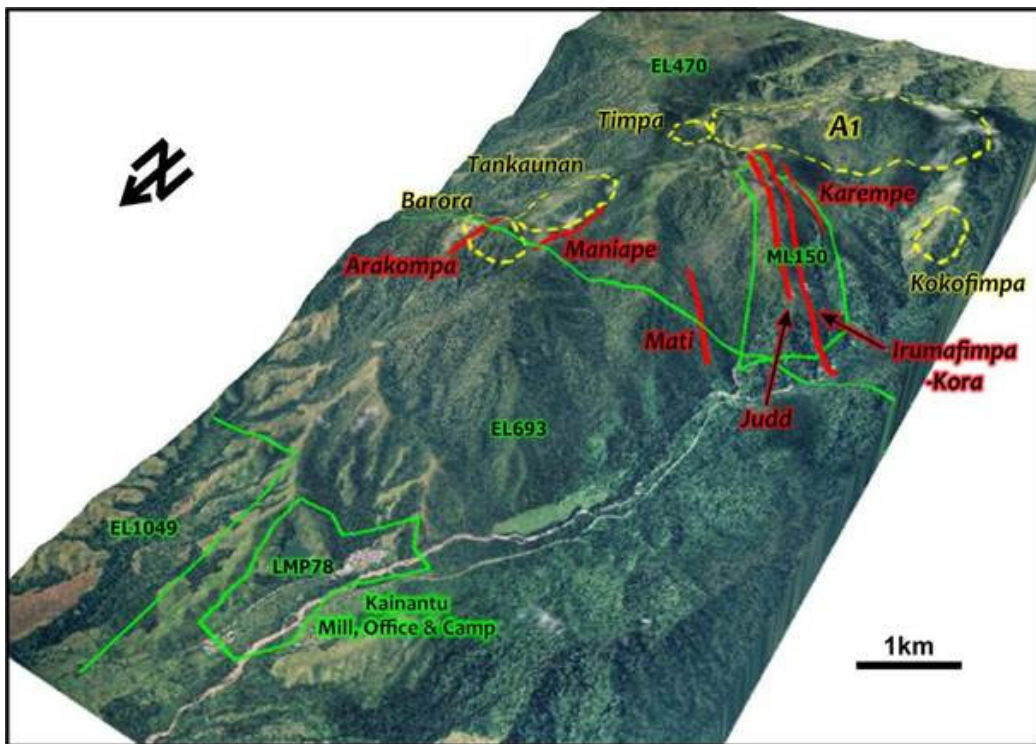 EL470
Timpa
A1
N
Tankaunan
Karempe
Barora
Arakompa
Maniape
ML150
Kokofimpa
Mati
Irumafimpa
-Kora
Judd
EL693
EL1049
LMP78
Kainantu
Mill, Office & Camp
1km